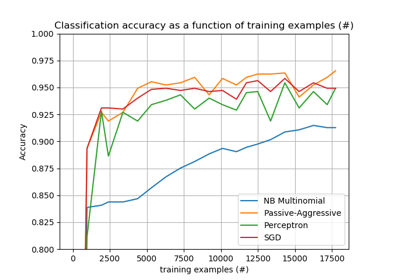 Classification accuracy as a function of training examples (#)
1.000
0.975
0.950
0.925
0.900
0.875
0.850
0.825
0.800
Accuracy
0 2500 5000 7500 10000 12500 15000 17500
training examples (#)
NB Multinomial
Passive-Aggressive
Perceptron
SGD